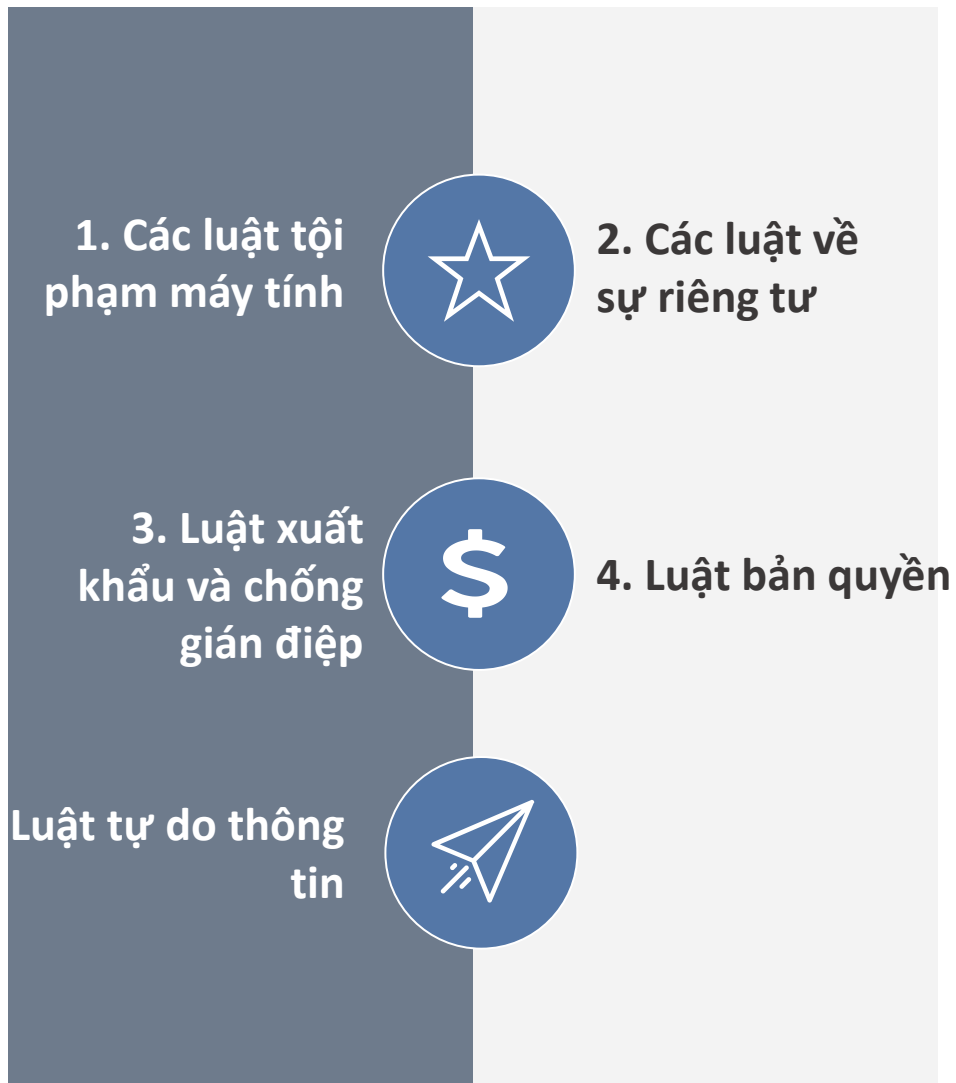 1. Các luật tội
phạm máy tính
2. Các luật về
sự riêng tư
3. Luật xuất
khẩu và chống
gián điệp
4. Luật bản quyền
Luật tự do thông
tin